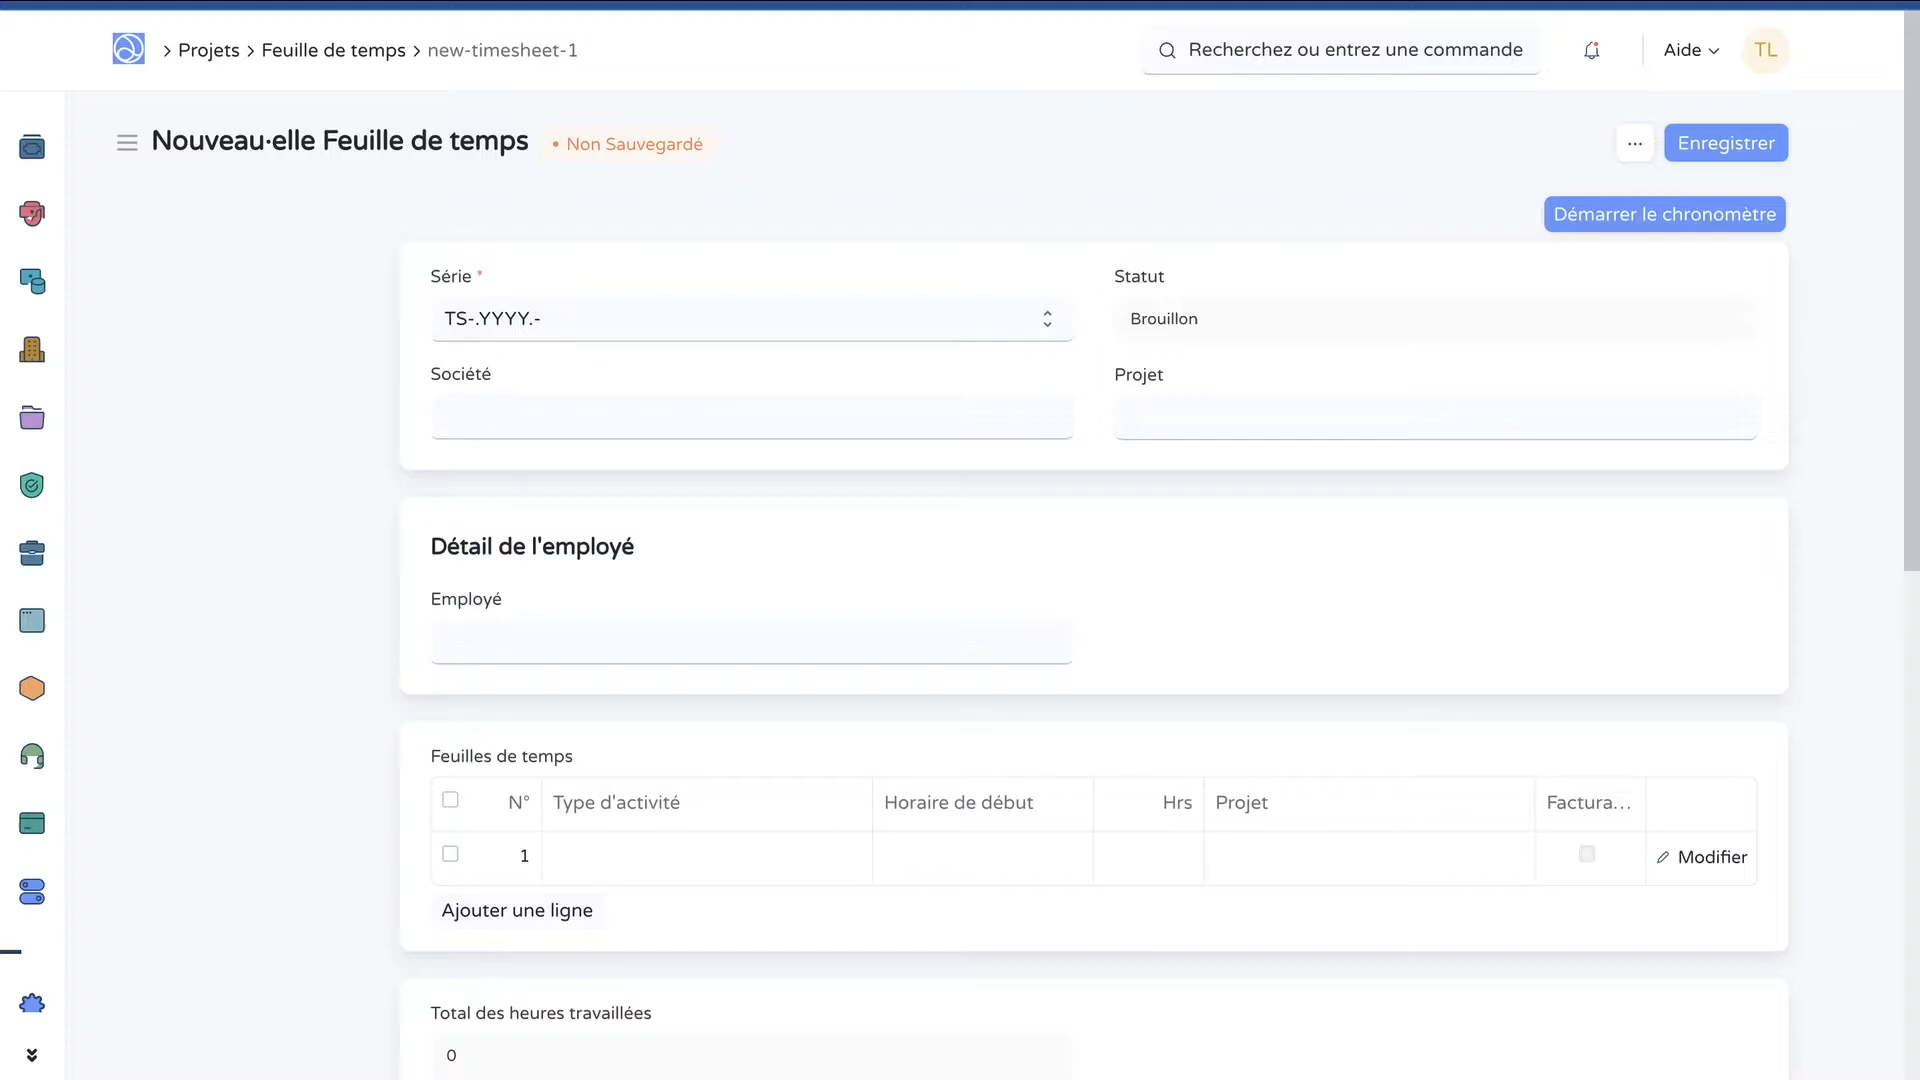 Projets Feuille de temps new-timesheet-1
Recherchez ou entrez une commande
Aide
TL
Nouveau·elle Feuille de temps
• Non Sauvegardé
...
Enregistrer
Démarrer le chronomètre
Série *
TS-.YYYY.-
Statut
Brouillon
Société
Projet
Détail de l'employé
Employé
Feuilles de temps
N° Type d'activité Horaire de début Hrs Projet Factura...
1 Modifier
Ajouter une ligne
Total des heures travaillées
0